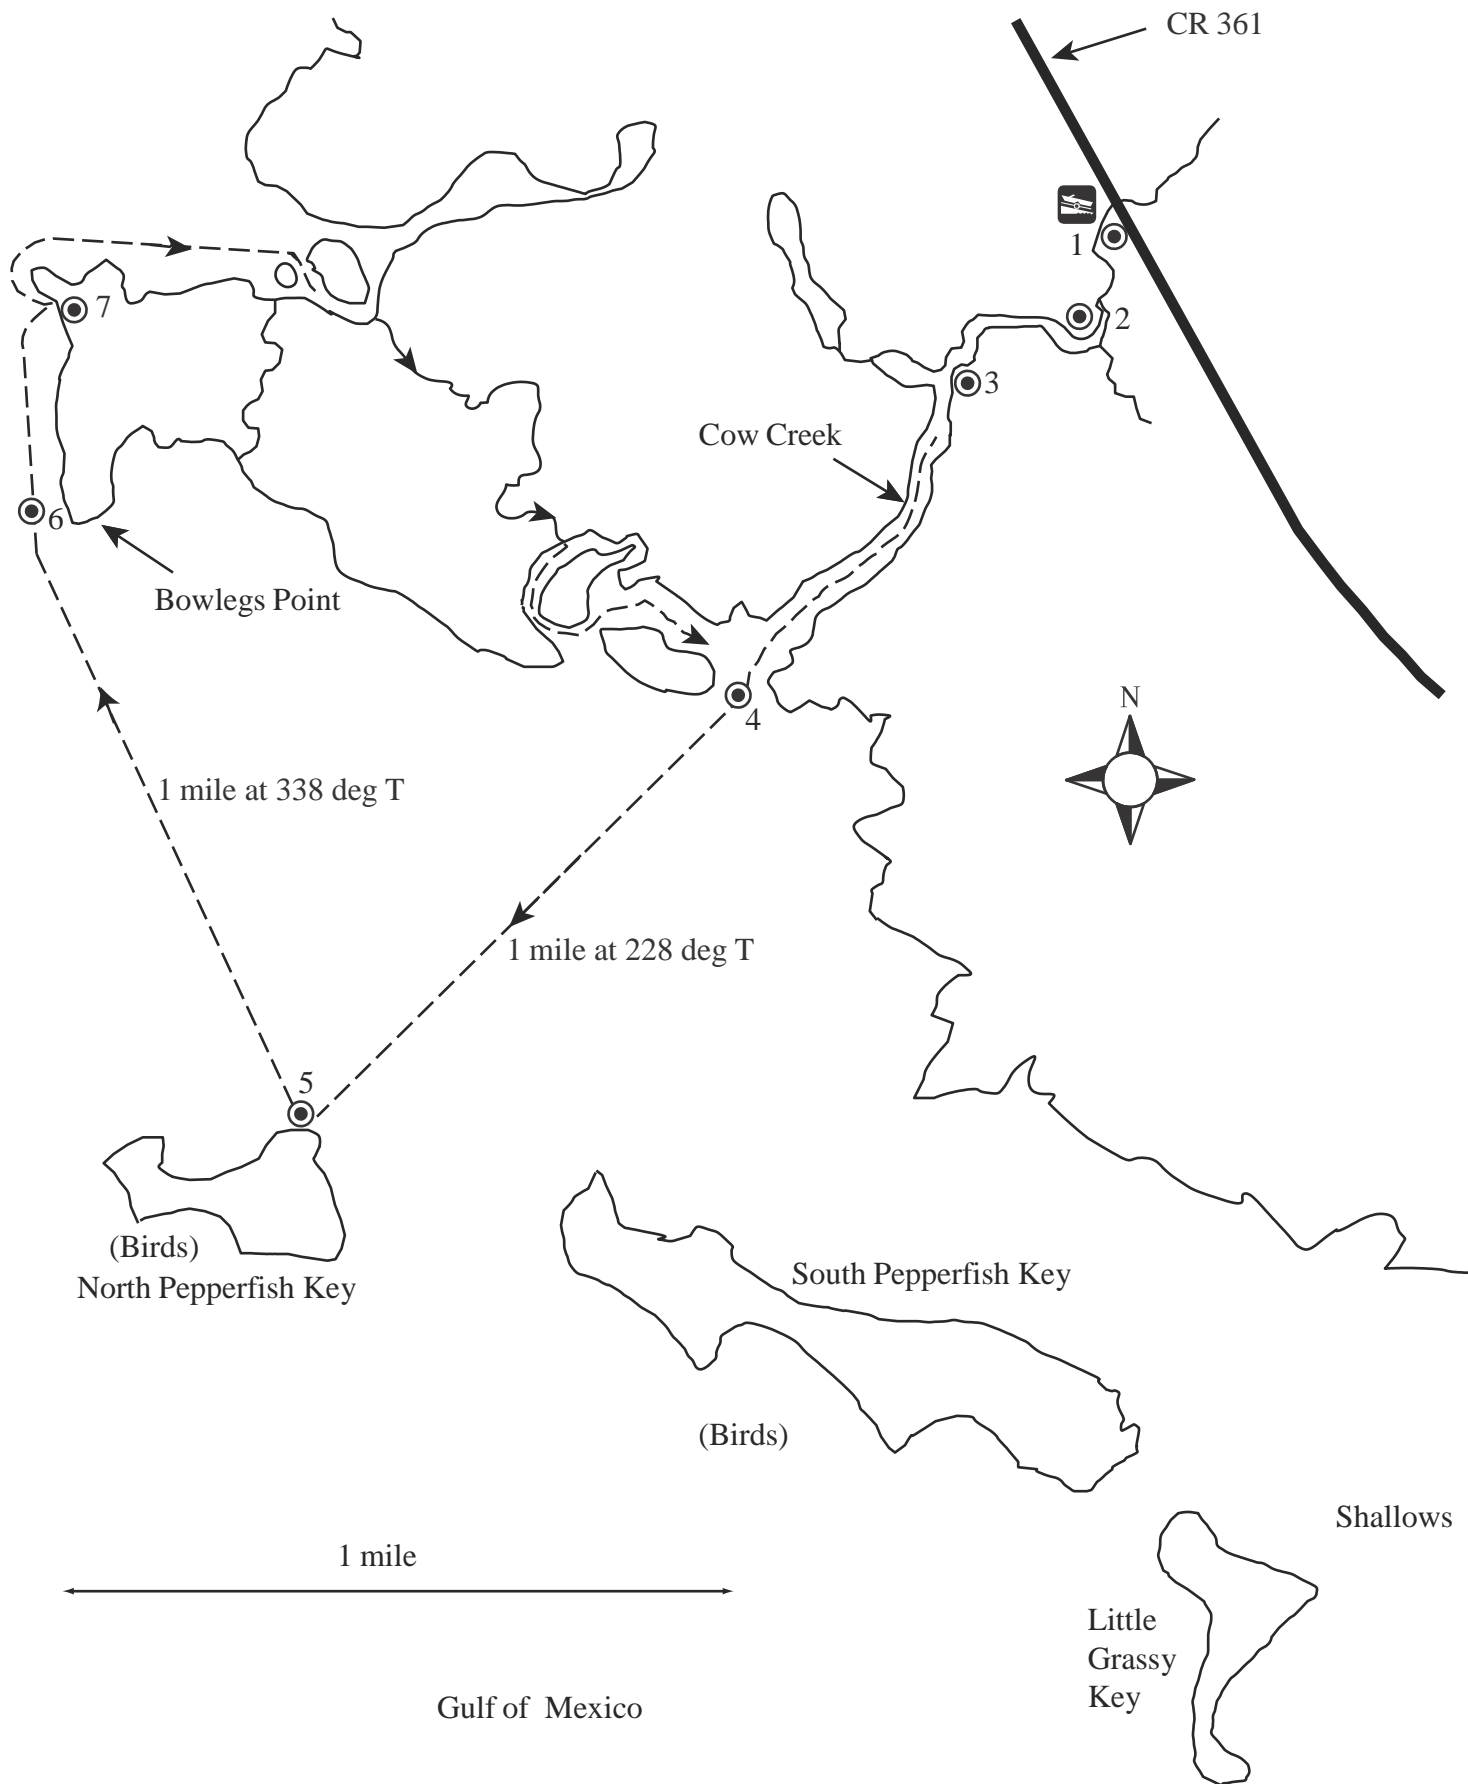 CR 361
1
7
2
3
Cow Creek
6
Bowlegs Point
N
4
1 mile at 338 deg T
1 mile at 228 deg T
5
(Birds)
North Pepperfish Key
South Pepperfish Key
(Birds)
Shallows
1 mile
Little
Grassy
Key
Gulf of Mexico